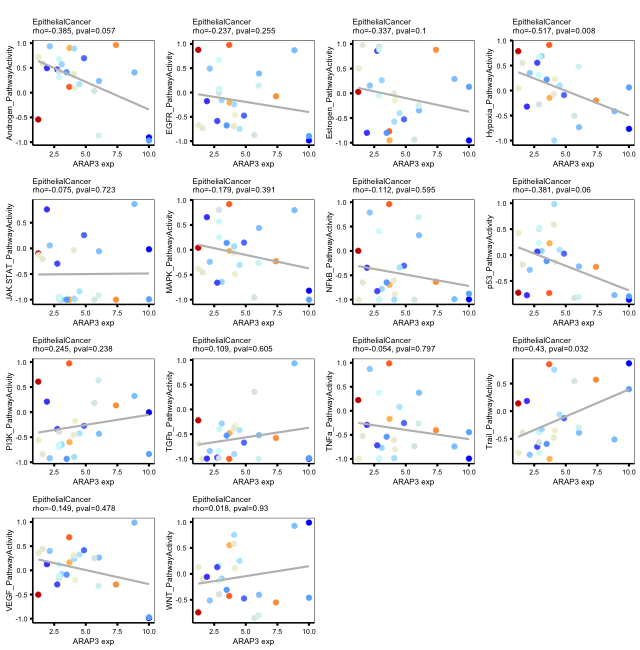 EpithelialCancer
rho=-0.385, pval=0.057
Androgen_PathwayActivity
1.0
0.5
0.0
-0.5
-1.0
2.5 5.0 7.5 10.0
ARAP3 exp
EpithelialCancer
rho=-0.237, pval=0.255
EGFR_PathwayActivity
1.0
0.5
0.0
-0.5
-1.0
2.5 5.0 7.5 10.0
ARAP3 exp
EpithelialCancer
rho=-0.337, pval=0.1
Estrogen_PathwayActivity
1.0
0.5
0.0
-0.5
-1.0
2.5 5.0 7.5 10.0
ARAP3 exp
EpithelialCancer
rho=-0.517, pval=0.008
Hypoxia_PathwayActivity
1.0
0.5
0.0
-0.5
-1.0
2.5 5.0 7.5 10.0
ARAP3 exp
EpithelialCancer
rho=-0.075, pval=0.723
JAK.STAT_PathwayActivity
0.5
0.0
-0.5
-1.0
2.5 5.0 7.5 10.0
ARAP3 exp
EpithelialCancer
rho=-0.179, pval=0.391
MAPK_PathwayActivity
1.0
0.5
0.0
-0.5
-1.0
2.5 5.0 7.5 10.0
ARAP3 exp
EpithelialCancer
rho=-0.112, pval=0.595
NFkB_PathwayActivity
1.0
0.5
0.0
-0.5
-1.0
2.5 5.0 7.5 10.0
ARAP3 exp
EpithelialCancer
rho=-0.381, pval=0.06
p53_PathwayActivity
1.0
0.5
0.0
-0.5
2.5 5.0 7.5 10.0
ARAP3 exp
EpithelialCancer
rho=0.245, pval=0.238
PI3K_PathwayActivity
1.0
0.5
0.0
-0.5
-1.0
2.5 5.0 7.5 10.0
ARAP3 exp
EpithelialCancer
rho=0.109, pval=0.605
TGFb_PathwayActivity
1.0
0.5
0.0
-0.5
-1.0
2.5 5.0 7.5 10.0
ARAP3 exp
EpithelialCancer
rho=-0.054, pval=0.797
TNFa_PathwayActivity
1.0
0.5
0.0
-0.5
-1.0
2.5 5.0 7.5 10.0
ARAP3 exp
EpithelialCancer
rho=0.43, pval=0.032
Trail_PathwayActivity
0.5
0.0
-0.5
2.5 5.0 7.5 10.0
ARAP3 exp
EpithelialCancer
rho=-0.149, pval=0.478
VEGF_PathwayActivity
1.0
0.5
0.0
-0.5
-1.0
2.5 5.0 7.5 10.0
ARAP3 exp
EpithelialCancer
rho=0.018, pval=0.93
WNT_PathwayActivity
1.0
0.5
0.0
-0.5
2.5 5.0 7.5 10.0
ARAP3 exp